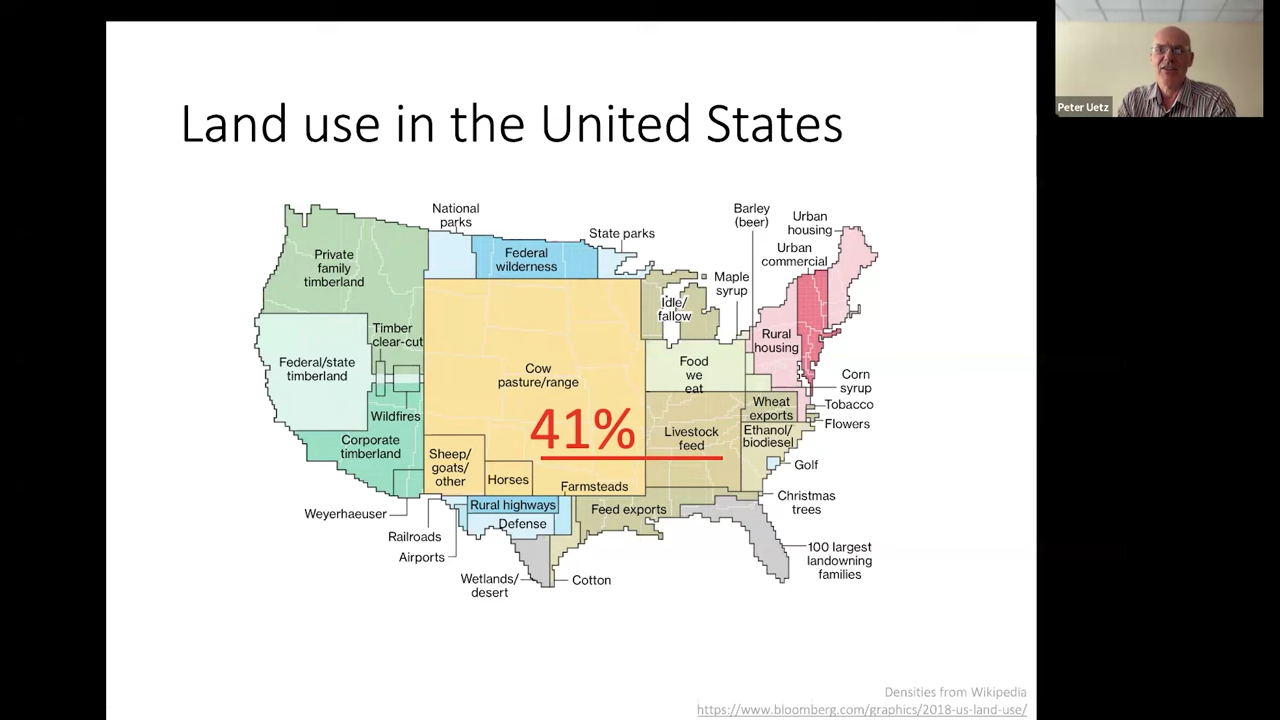 Land use in the United States
National
parks
State parks
Barley
(beer)
Urban
housing
Urban
commercial
Private
family
timberland
Federal
wilderness
Maple
syrup
Idle/
fallow
Timber
clear-cut
Federal/state
timberland
Cow
pasture/range
Food
we
eat
Rural
housing
Corn
syrup
Wildfires
Wheat
exports
Tobacco
Flowers
41%
Livestock
feed
Ethanol/
biodiesel
Corporate
timberland
Sheep/
goats/
other
Horses
Farmsteads
Golf
Christmas
trees
Weyerhaeuser
Rural highways
Feed exports
Defense
Railroads
Airports
100 largest
landowning
families
Wetlands/
desert
Cotton
Densities from Wikipedia
https://www.bloomberg.com/graphics/2018-us-land-use/
Peter Uetz